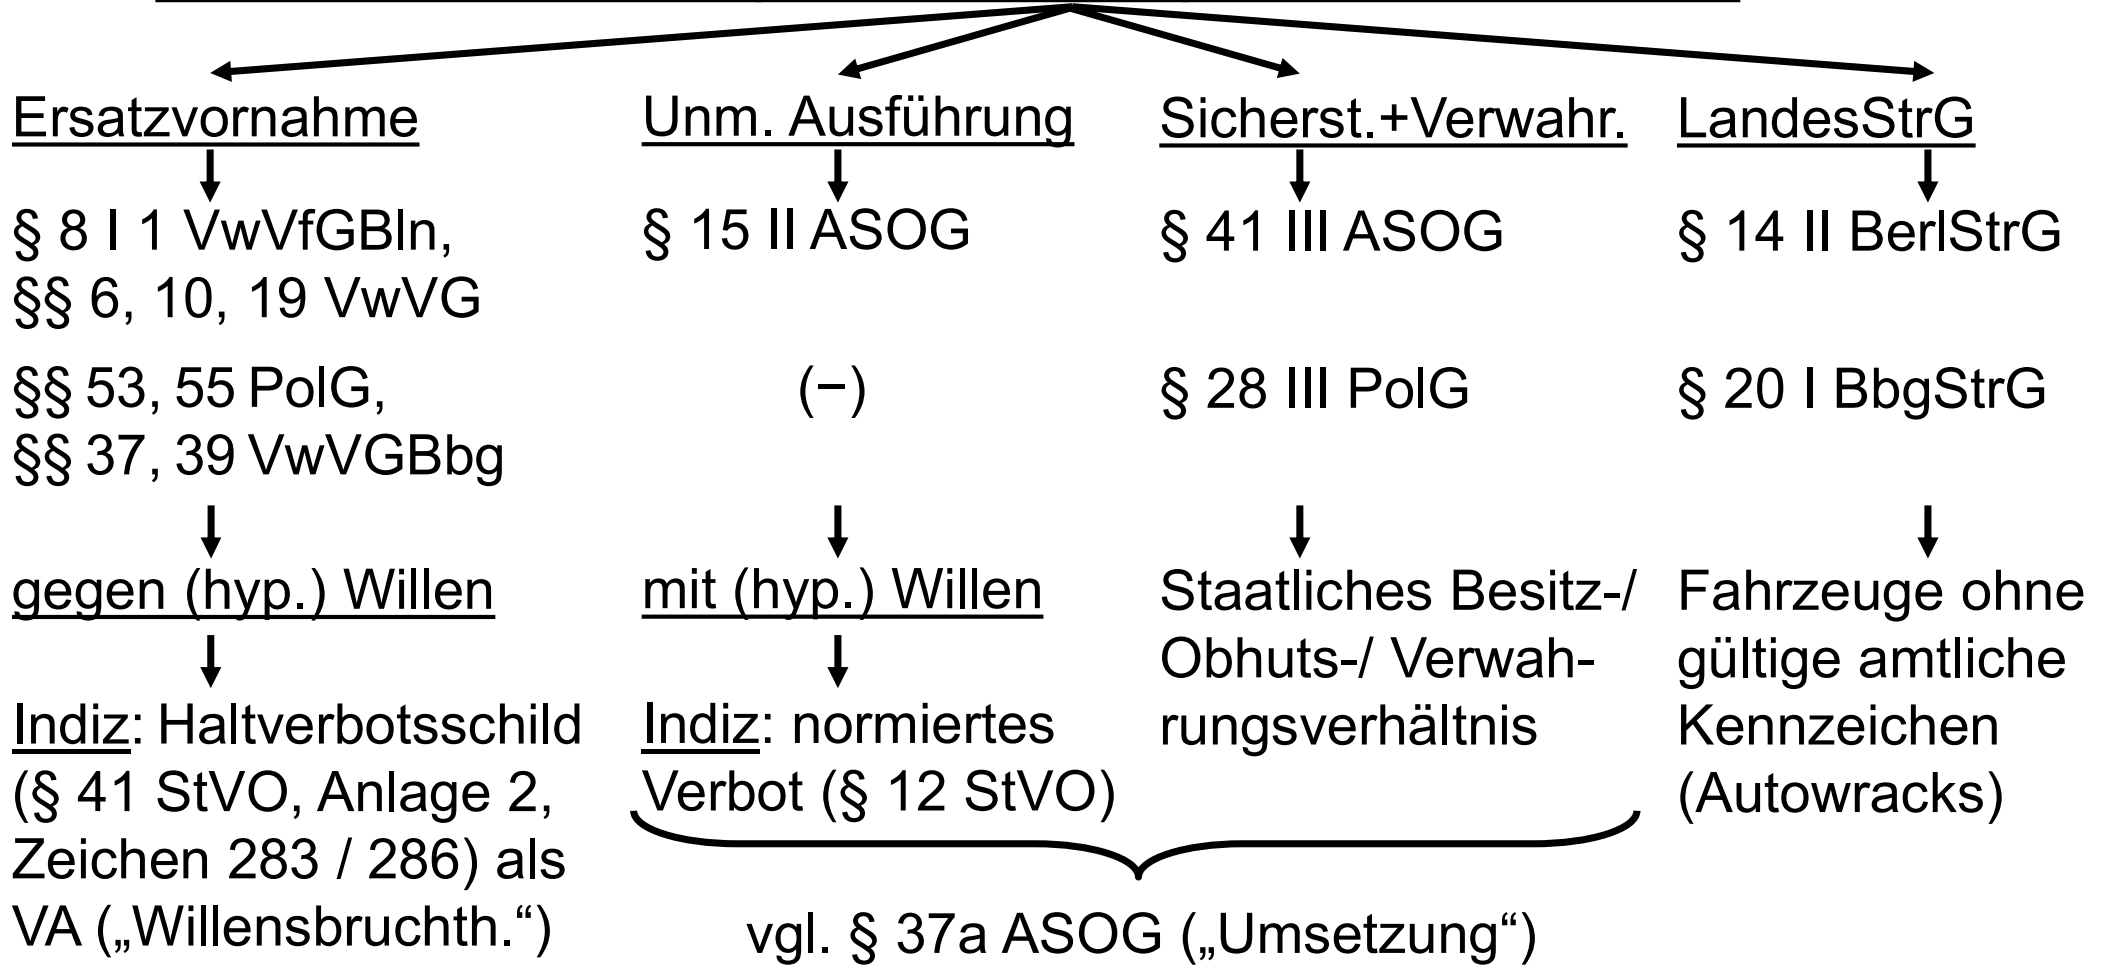 Ersatzvornahme
§ 8 I 1 VwVfGBln,
§§ 6, 10, 19 VwVG
§§ 53, 55 PolG,
§§ 37, 39 VwVGBbg
gegen (hyp.) Willen
Indiz: Haltverbotsschild
(§ 41 StVO, Anlage 2,
Zeichen 283 / 286) als
VA („Willensbruchth.“)
Unm. Ausführung
§ 15 II ASOG
(–)
mit (hyp.) Willen
Indiz: normiertes
Verbot (§ 12 StVO)
Sicherst.+Verwahr.
§ 41 III ASOG
§ 28 III PolG
Staatliches Besitz-/
Obhuts-/ Verwah-
rungsverhältnis
vgl. § 37a ASOG („Umsetzung“)
LandesStrG
§ 14 II BerlStrG
§ 20 I BbgStrG
Fahrzeuge ohne
gültige amtliche
Kennzeichen
(Autowracks)